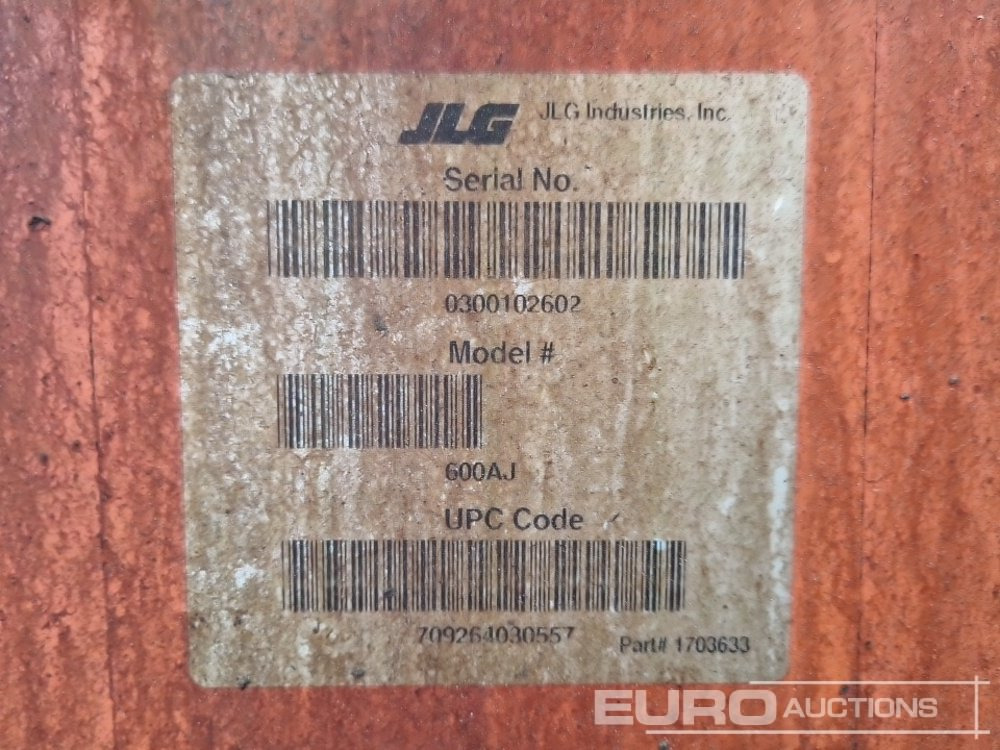 JLG JLG Industries, Inc.
Serial No.
0300102602
Model #
600AJ
UPC Code
709264030557
Part# 1703633
EURO AUCTIONS